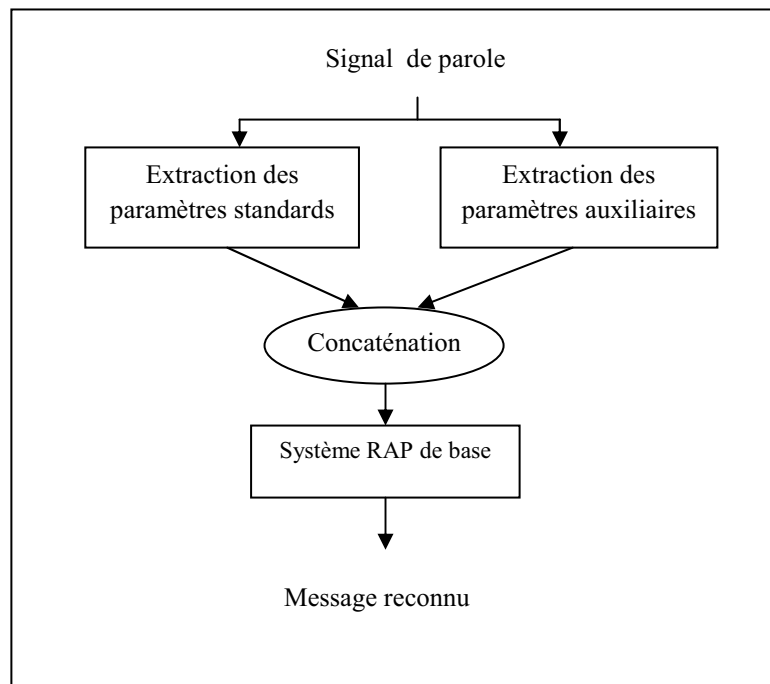 Signal de parole
Extraction des
paramètres standards
Extraction des
paramètres auxiliaires
Concaténation
Système RAP de base
Message reconnu